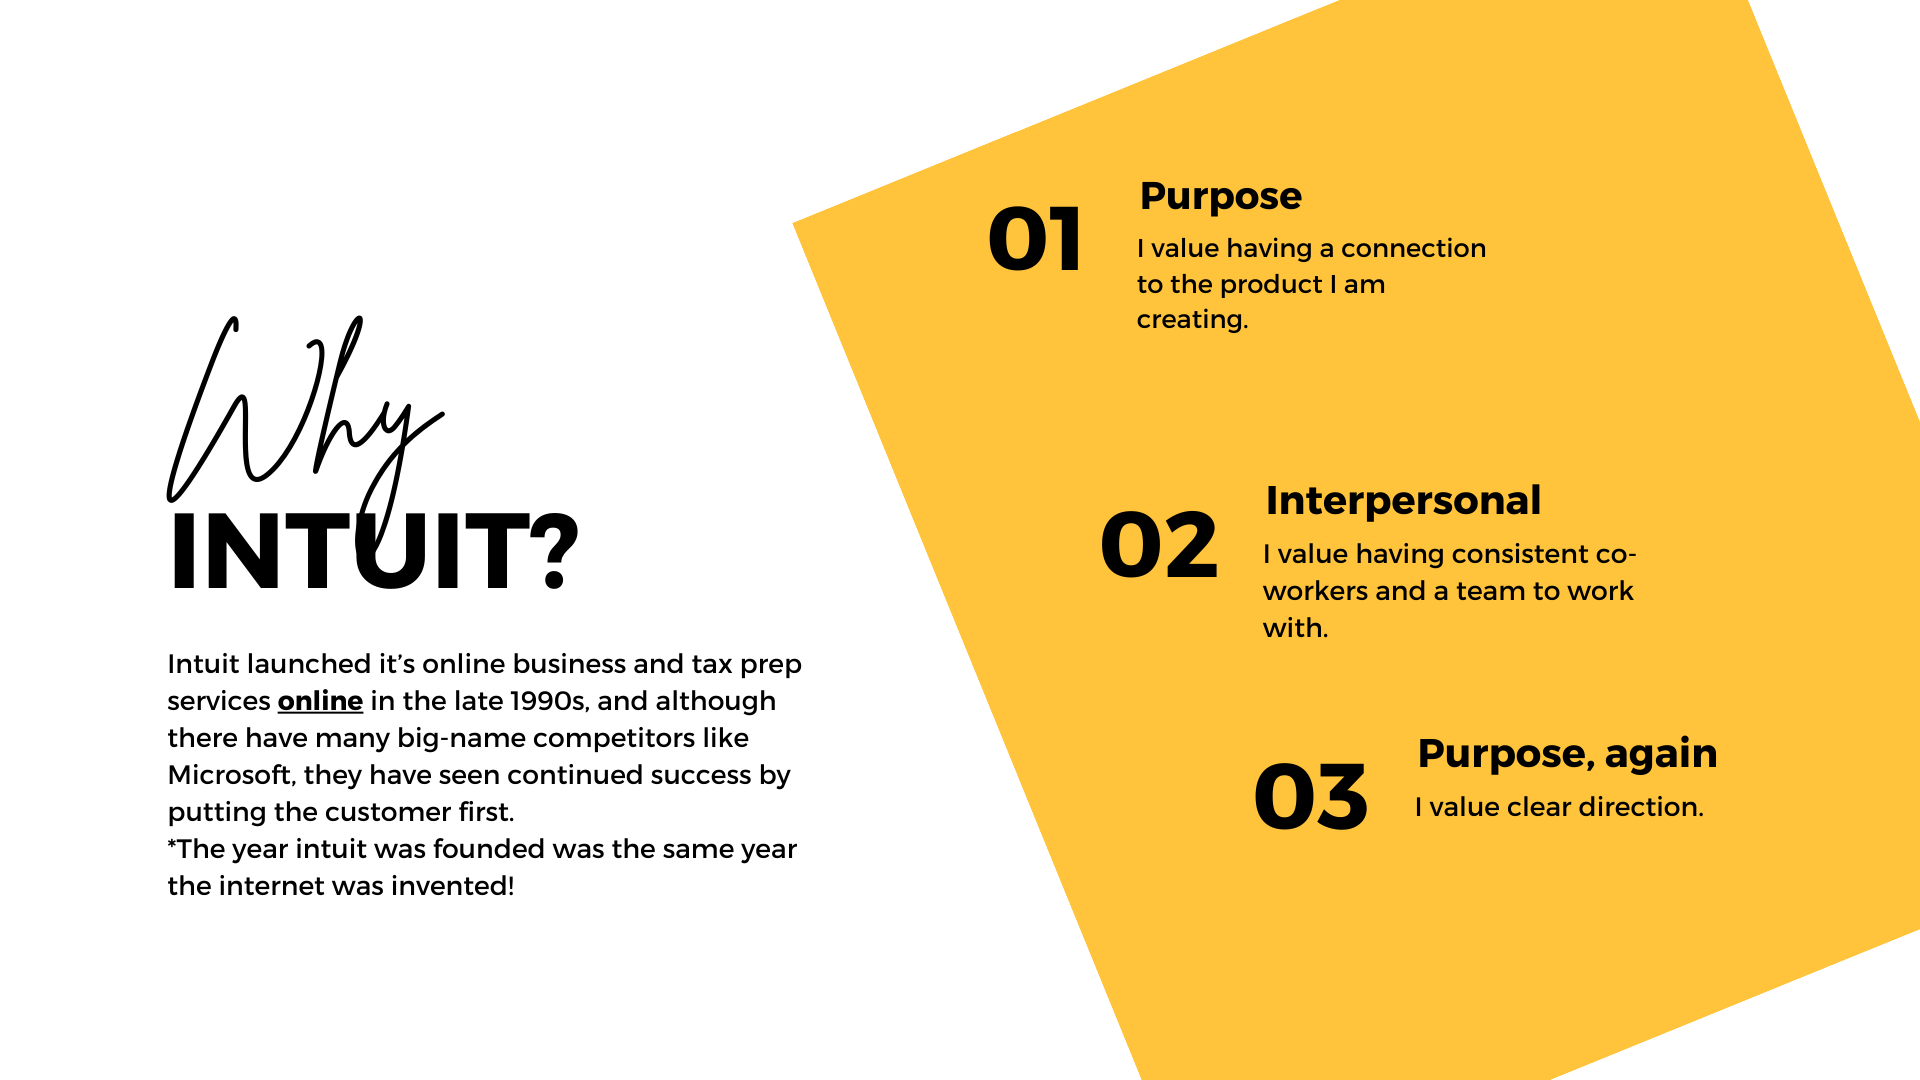 Why
INTUIT?
Intuit launched it’s online business and tax prep
services online in the late 1990s, and although
there have many big-name competitors like
Microsoft, they have seen continued success by
putting the customer first.
*The year intuit was founded was the same year
the internet was invented!
01
Purpose
I value having a connection
to the product I am
creating.
02
Interpersonal
I value having consistent co-
workers and a team to work
with.
03
Purpose, again
I value clear direction.